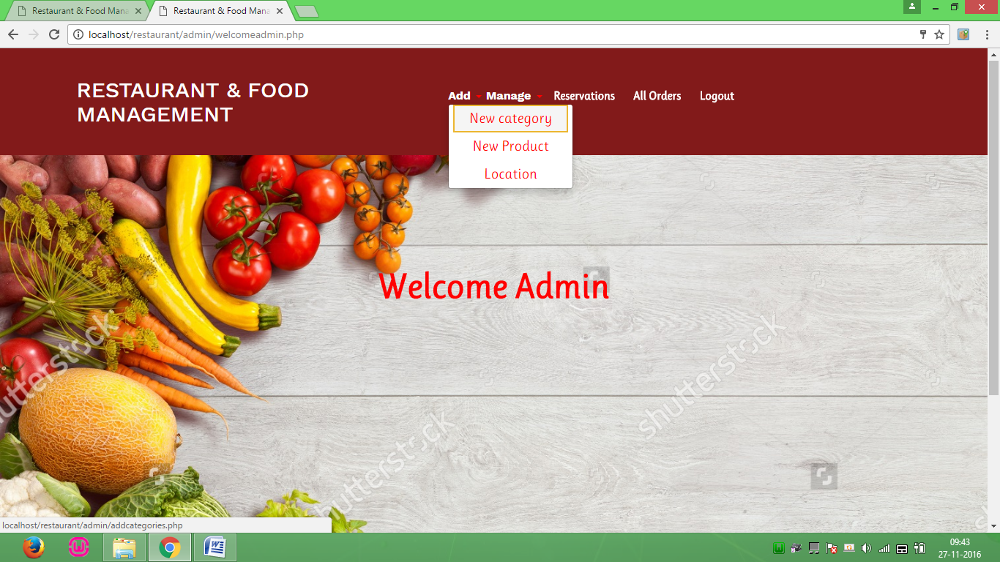 Restaurant & Food Mana
Restaurant & Food Mana
localhost/restaurant/admin/welcomeadmin.php
RESTAURANT & FOOD
MANAGEMENT
Add Manage Reservations All Orders Logout
New category
New Product
Location
Welcome Admin
shutterstock
shutterstock
shutterstock
localhost/restaurant/admin/addcategories.php
09:43
27-11-2016